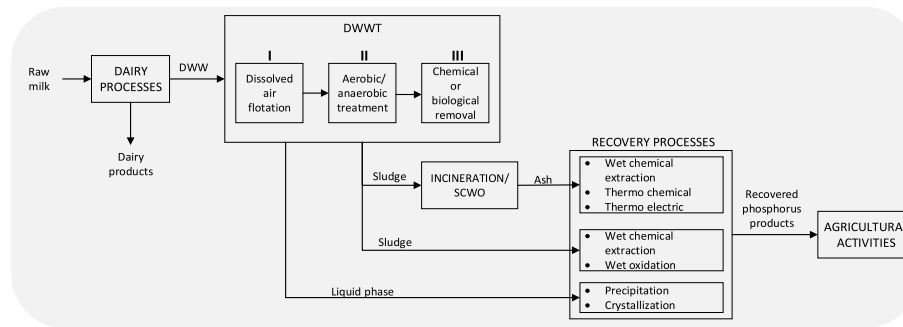 DWWT
I
II
III
Raw
milk
DAIRY
PROCESSES
DWW
Dissolved
air
flotation
Aerobic/
anaerobic
treatment
Chemical
or
biological
removal
Dairy
products
RECOVERY PROCESSES
Sludge
INCINERATION/
SCWO
Ash
• Wet chemical
extraction
• Thermo chemical
• Thermo electric
Recovered
phosphorus
products
AGRICULTURA
ACTIVITIES
Sludge
• Wet chemical
extraction
• Wet oxidation
Liquid phase
• Precipitation
• Crystallization